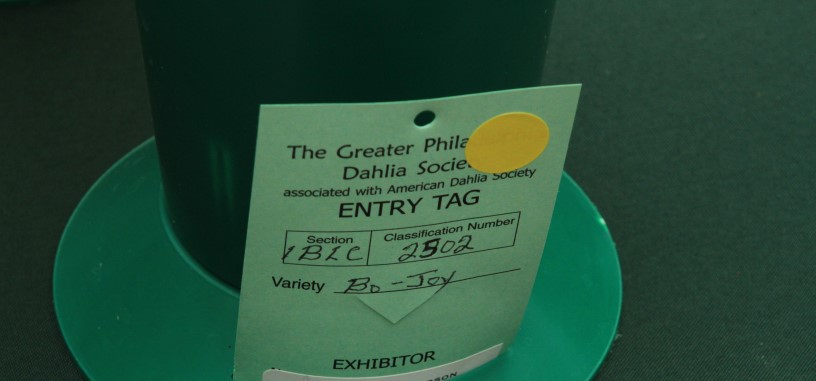 The Greater Phila
Dahlia Socie
associated with American Dahlia Society
ENTRY TAG
Section Classification Number
1BLC 2502
Variety Bo-Joy
EXHIBITOR